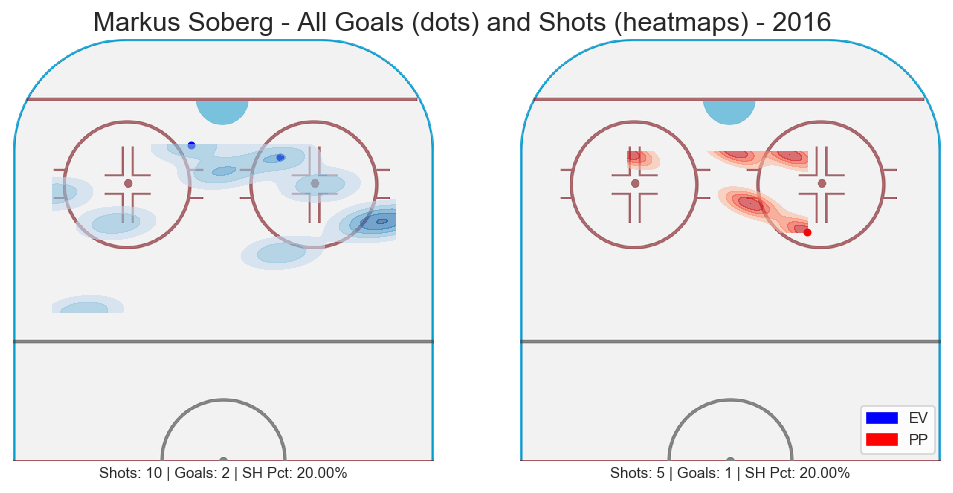 Markus Soberg - All Goals (dots) and Shots (heatmaps) - 2016
EV
PP
Shots: 10 | Goals: 2 | SH Pct: 20.00%
Shots: 5 | Goals: 1 | SH Pct: 20.00%